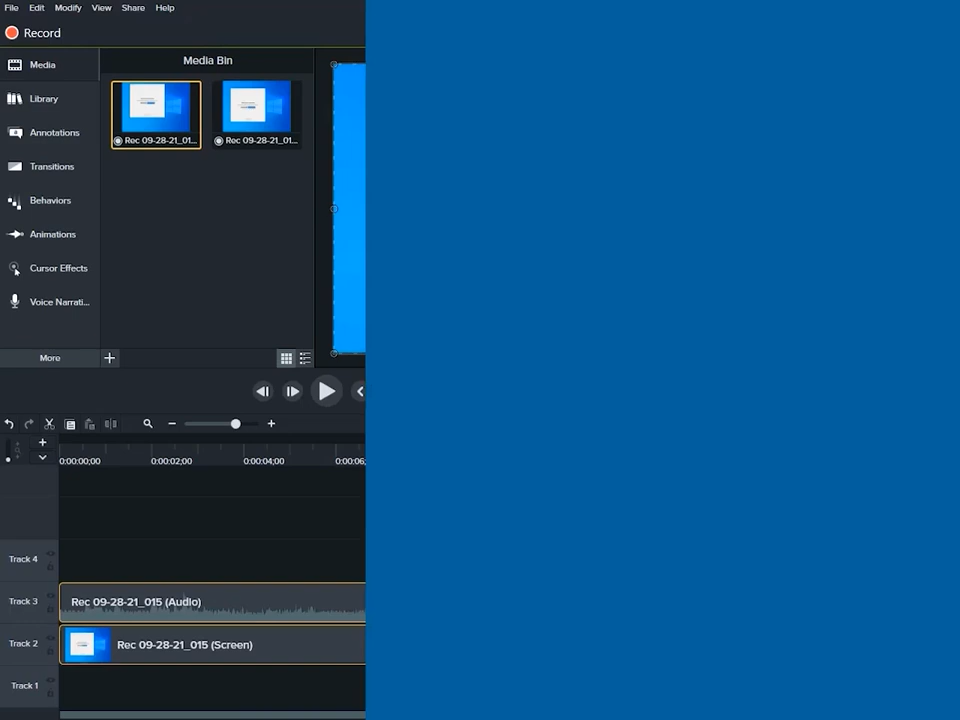 File Edit Modify View Share Help
Record
Media
Media Bin
Library
Rec 09-28-21_01... Rec 09-28-21_01...
Annotations
Transitions
Behaviors
Animations
Cursor Effects
Voice Narrati...
More
0:00:00;00 0:00:02;00 0:00:04;00 0:00:06;
Track 4
Track 3 Rec 09-28-21_015 (Audio)
Track 2 Rec 09-28-21_015 (Screen)
Track 1